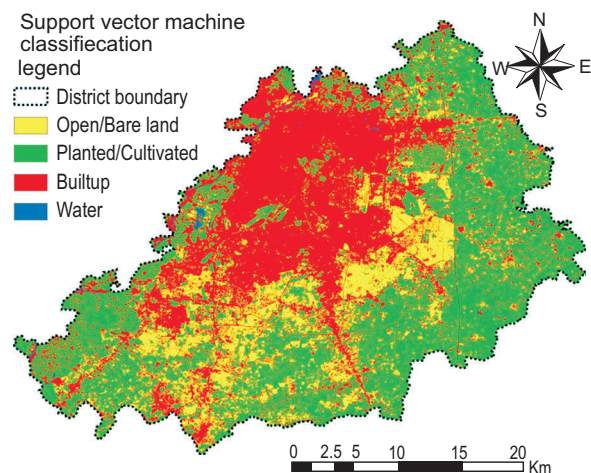 Support vector machine
classifiecation
legend
District boundary
Open/Bare land
Planted/Cultivated
Builtup
Water
N
W E
S
0 2.5 5 10 15 20
Km